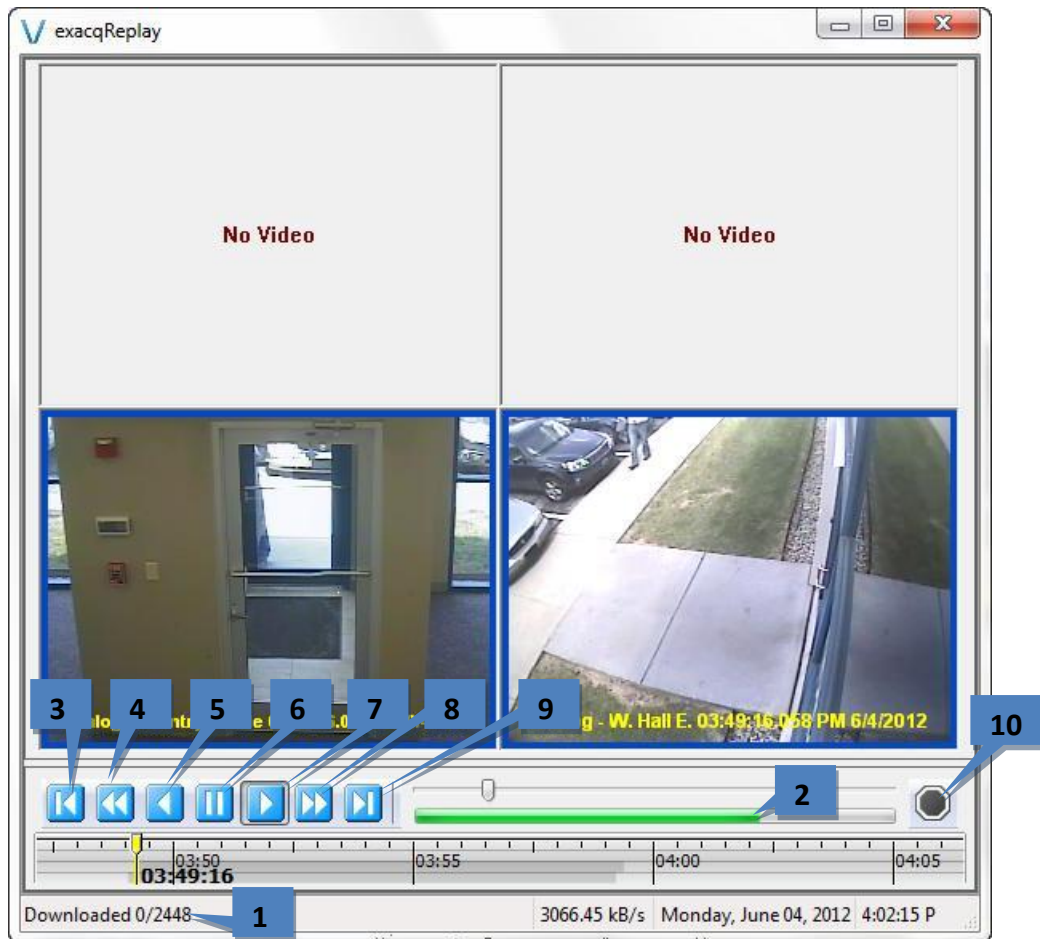 exacqReplay
No Video
No Video
3 4 5 6 7 8 9 10
- W. Hall E. 03:49:16.058 PM 6/4/2012
2
03:50 03:55 04:00 04:05
03:49:16
Downloaded 0/2448 1 3066.45 kB/s Monday, June 04, 2012 4:02:15 P